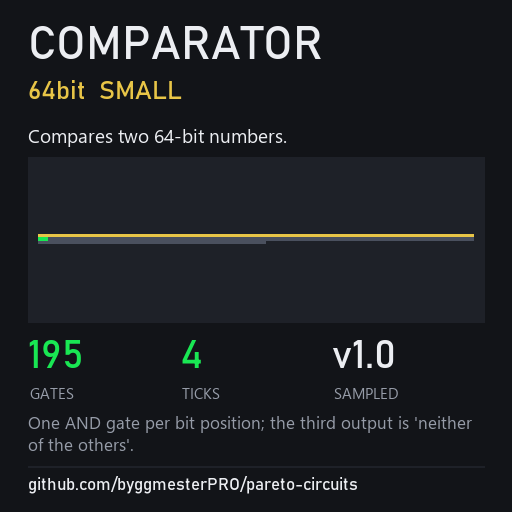 COMPARATOR
64bit SMALL
Compares two 64-bit numbers.
195 4 v1.0
GATES TICKS SAMPLED
One AND gate per bit position; the third output is 'neither
of the others'.
github.com/byggmesterPRO/pareto-circuits